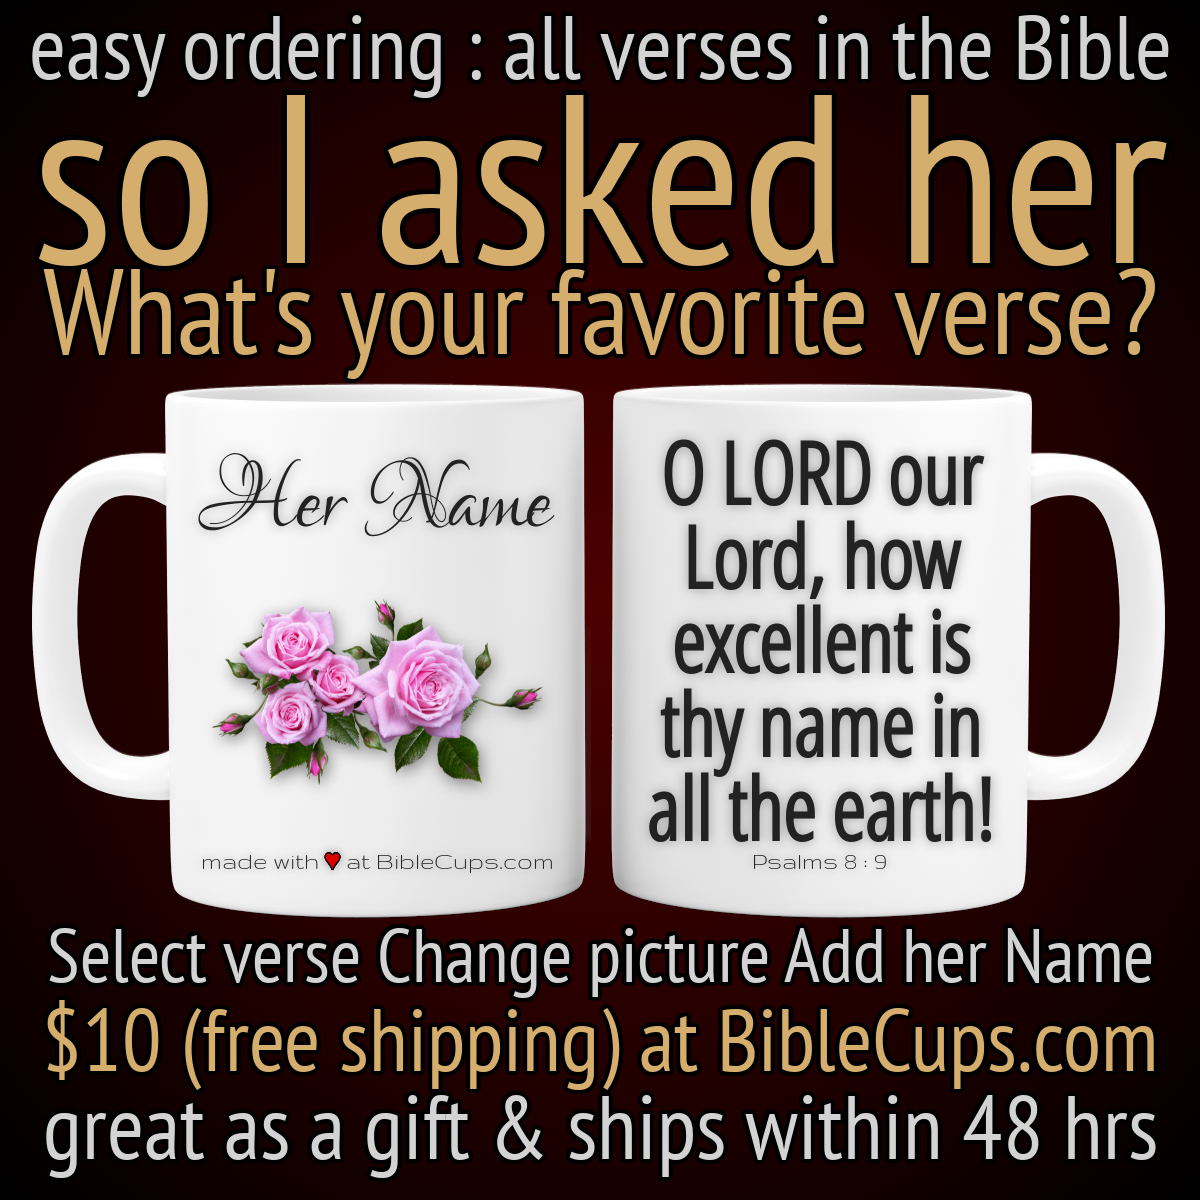 easy ordering : all verses in the Bible
so I asked her
What's your favorite verse?
Her Name
made with at BibleCups.com
O LORD our
Lord, how
excellent is
thy name in
all the earth!
Psalms 8 : 9
Select verse Change picture Add her Name
$10 (free shipping) at BibleCups.com
great as a gift & ships within 48 hrs